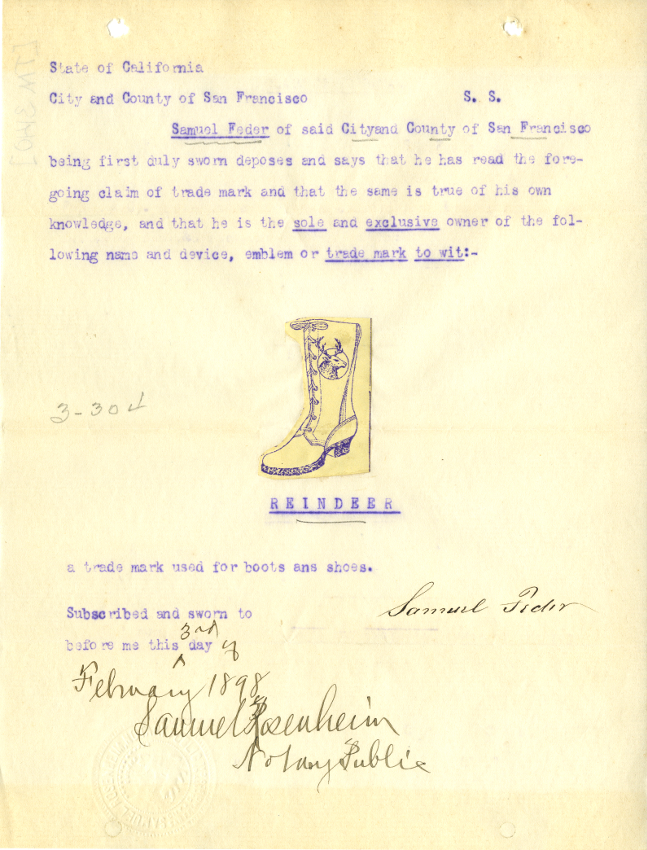 State of California
City and County of San Francisco S. S.
Samuel Feder of said Cityand County of San Francisco
being first duly sworn deposes and says that he has read the fore-
going claim of trade mark and that the same is true of his own
knowledge, and that he is the sole and exclusive owner of the fol-
lowing name and device, emblem or trade mark to wit:-
3-30d
REINDEER
a trade mark used for boots ans shoes.
Subscribed and sworn to
Samuel Feder
before me this 3rd day of
February 1898
Samuel Rosenheim
Notary Public